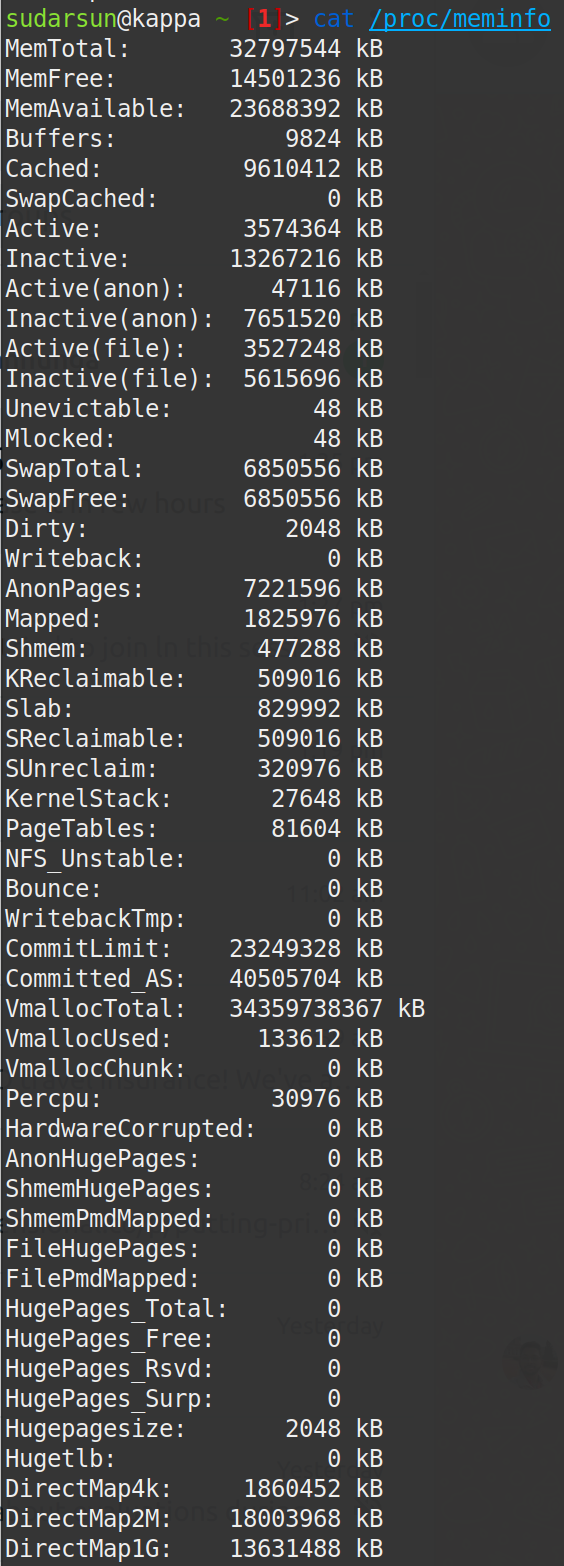 sudarsun@kappa ~ [1]> cat /proc/meminfo
MemTotal:       32797544 kB
MemFree:        14501236 kB
MemAvailable:   23688392 kB
Buffers:            9824 kB
Cached:          9610412 kB
SwapCached:            0 kB
Active:          3574364 kB
Inactive:       13267216 kB
Active(anon):      47116 kB
Inactive(anon):  7651520 kB
Active(file):    3527248 kB
Inactive(file):  5615696 kB
Unevictable:          48 kB
Mlocked:              48 kB
SwapTotal:       6850556 kB
SwapFree:        6850556 kB
Dirty:              2048 kB
Writeback:             0 kB
AnonPages:       7221596 kB
Mapped:          1825976 kB
Shmem:            477288 kB
KReclaimable:     509016 kB
Slab:             829992 kB
SReclaimable:     509016 kB
SUnreclaim:       320976 kB
KernelStack:       27648 kB
PageTables:        81604 kB
NFS_Unstable:          0 kB
Bounce:                0 kB
WritebackTmp:          0 kB
CommitLimit:    23249328 kB
Committed_AS:   40505704 kB
VmallocTotal:   34359738367 kB
VmallocUsed:      133612 kB
VmallocChunk:          0 kB
Percpu:            30976 kB
HardwareCorrupted:     0 kB
AnonHugePages:         0 kB
ShmemHugePages:        0 kB
ShmemPmdMapped:        0 kB
FileHugePages:         0 kB
FilePmdMapped:         0 kB
HugePages_Total:       0
HugePages_Free:        0
HugePages_Rsvd:        0
HugePages_Surp:        0
Hugepagesize:       2048 kB
Hugetlb:               0 kB
DirectMap4k:     1860452 kB
DirectMap2M:    18003968 kB
DirectMap1G:    13631488 kB